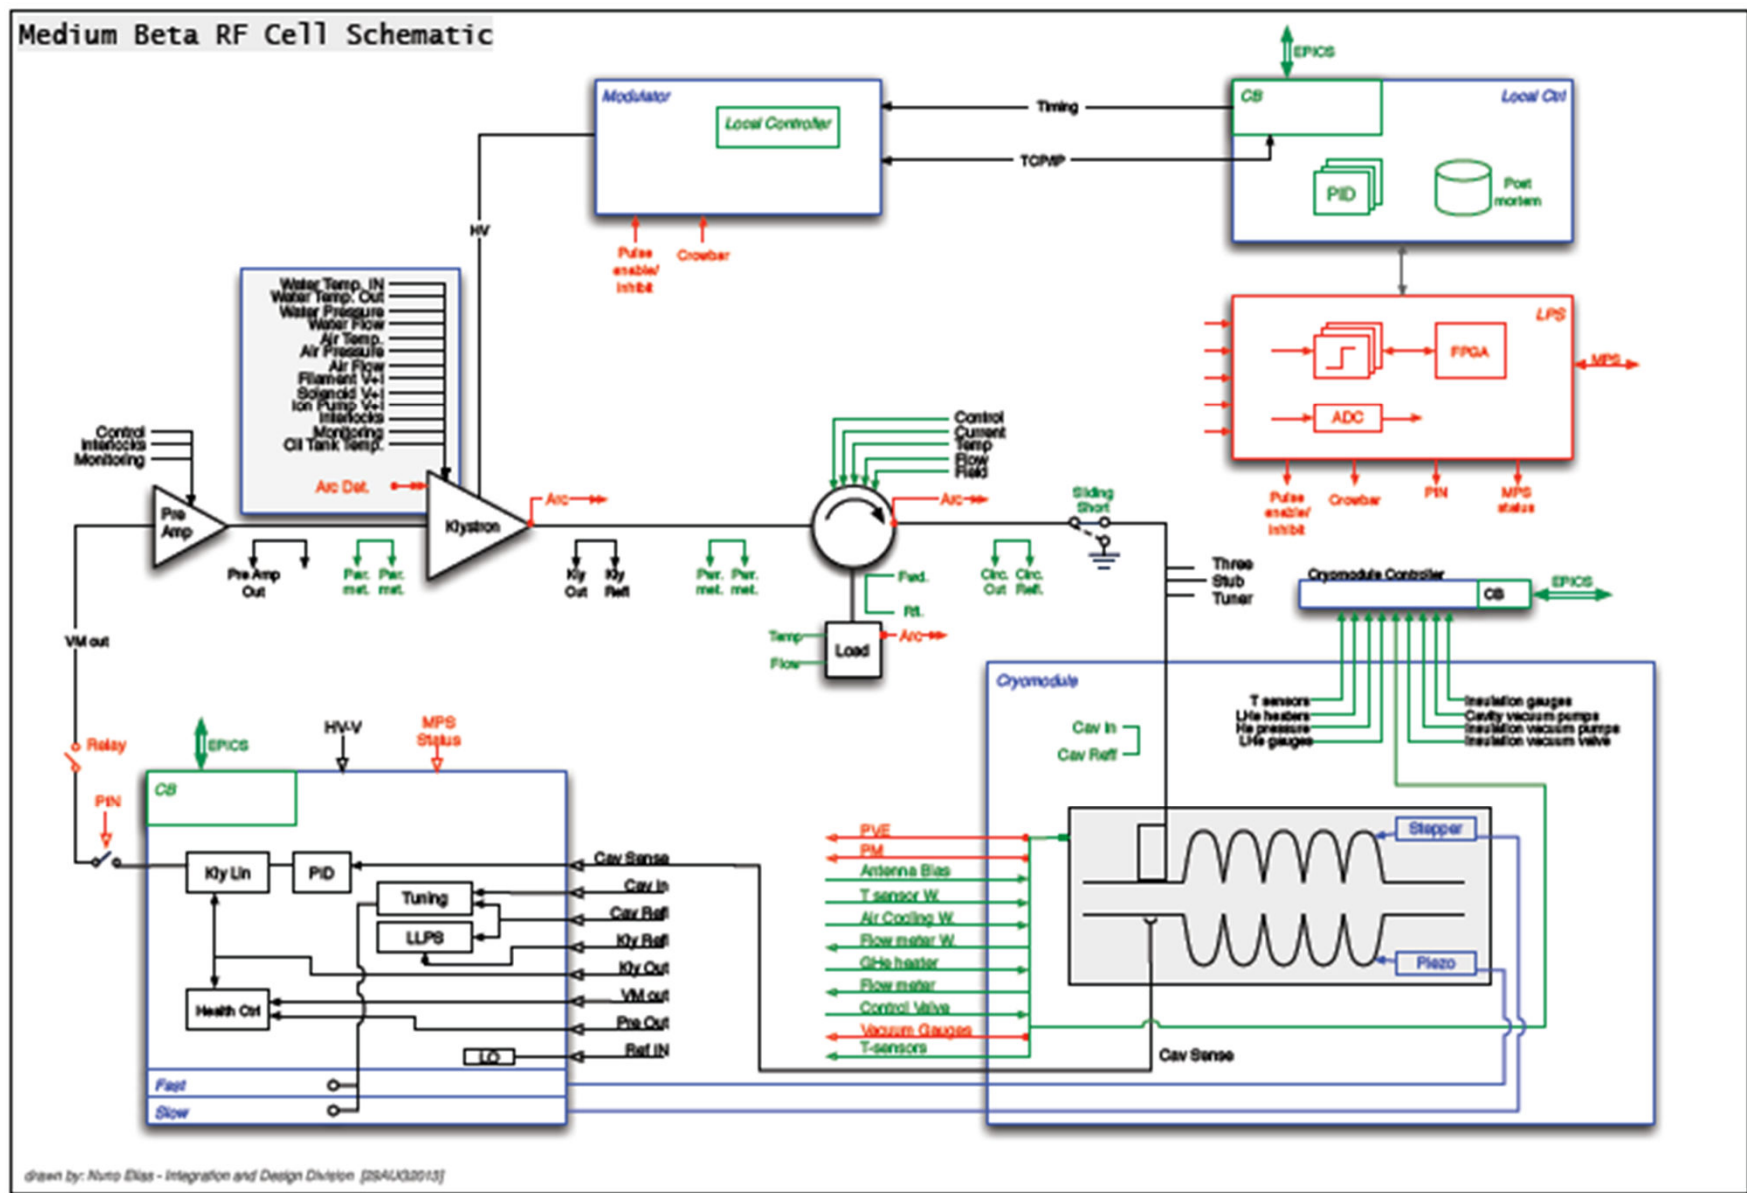 Medium Beta RF Cell Schematic
EPICS
Modulator
Local Controller
Timing
TCP/IP
CB
Local Ctrl
PID
Post
mortem
HV
Pulse
enable/
inhibit
Crowbar
Water Temp. IN
Water Temp. Out
Water Pressure
Water Flow
Air Temp.
Air Pressure
Air Flow
Filament V+I
Solenoid V+I
Ion Pump V+I
Interlocks
Monitoring
Oil Tank Temp.
Arc Det.
LPS
FPGA
ADC
MPS
Pulse
enable/
inhibit
Crowbar
PIN
MPS
status
Control
Interlocks
Monitoring
Pre
Amp
Klystron
Arc
Control
Current
Temp
Flow
Field
Arc
Sliding
Short
Pre Amp
Out
Pwr.
met.
Pwr.
met.
Kly
Out
Kly
Refl
Pwr.
met.
Pwr.
met.
Fwd.
Rfl.
Circ.
Out
Circ.
Refl.
Three
Stub
Tuner
Temp
Flow
Load
Arc
Cryomodule Controller
CB
EPICS
VM out
Relay
PIN
EPICS
HV-V
MPS
Status
CB
Kly Lin
PID
Tuning
LLPS
Health Ctrl
LO
Cav Sense
Cav In
Cav Refl
Kly Refl
Kly Out
VM out
Pre Out
Ref IN
Fast
Slow
Cryomodule
Cav In
Cav Refl
T sensors
LHe heaters
He pressure
LHe gauges
Insulation gauges
Cavity vacuum pumps
Insulation vacuum pumps
Insulation vacuum valve
PVE
PM
Antenna Bias
T sensor W.
Air Cooling W.
Flow meter W.
GHe heater
Flow meter
Control Valve
Vacuum Gauges
T-sensors
Stepper
Piezo
Cav Sense
drawn by: Nuno Elias - Integration and Design Division [29AUG2013]